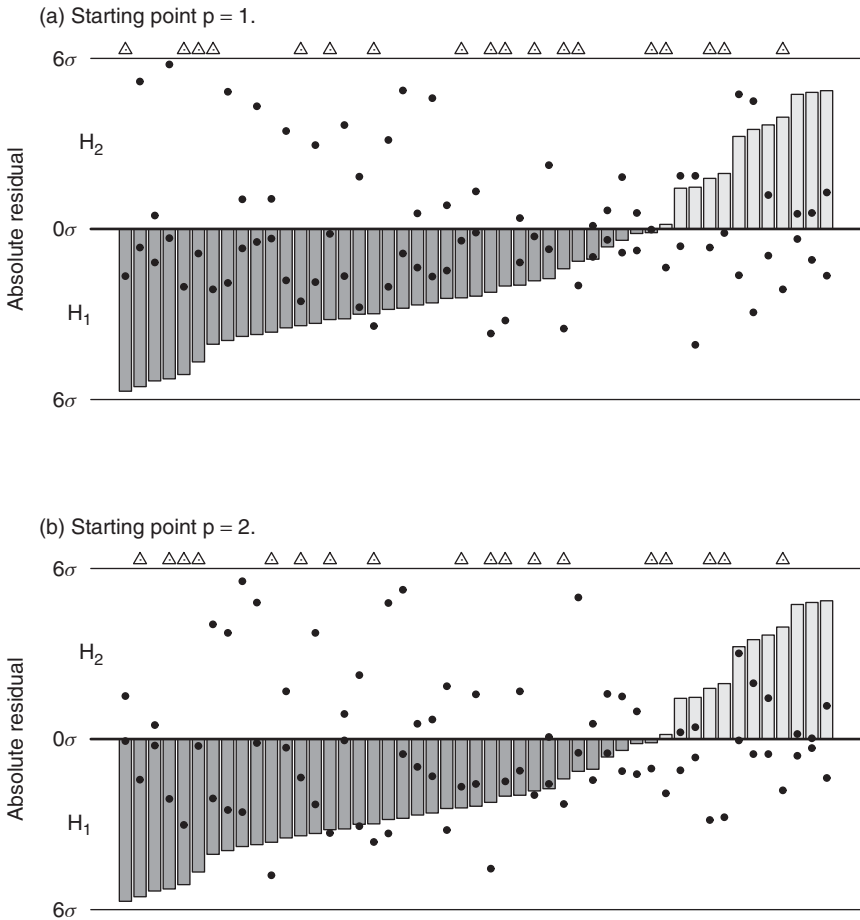 (a) Starting point p = 1.
6σ
H₂
0σ
H₁
6σ
Absolute residual
(b) Starting point p = 2.
6σ
H₂
0σ
H₁
6σ
Absolute residual